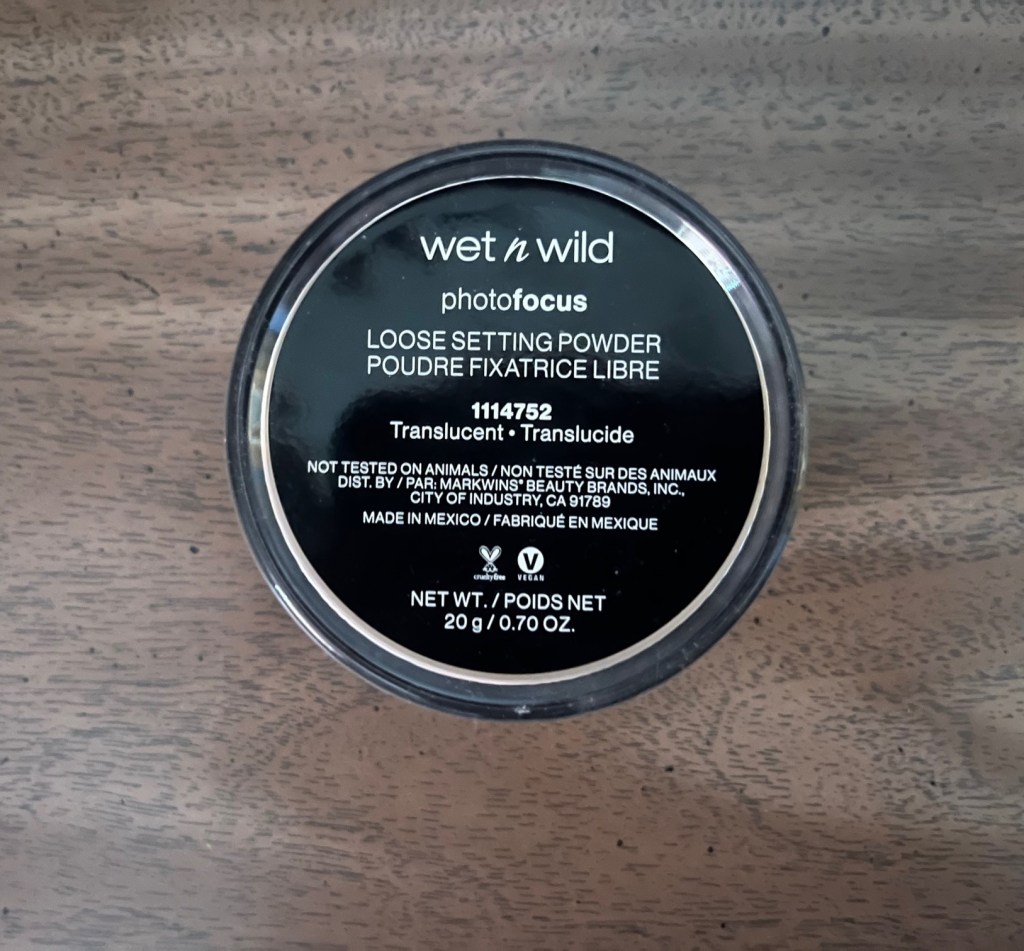 wet n wild
photofocus
LOOSE SETTING POWDER
POUDRE FIXATRICE LIBRE
1114752
Translucent • Translucide
NOT TESTED ON ANIMALS / NON TESTÉ SUR DES ANIMAUX
DIST. BY / PAR: MARKWINS® BEAUTY BRANDS, INC.,
CITY OF INDUSTRY, CA 91789
MADE IN MEXICO / FABRIQUÉ EN MEXIQUE
crueltyfree
V
VEGAN
NET WT. / POIDS NET
20 g / 0.70 OZ.